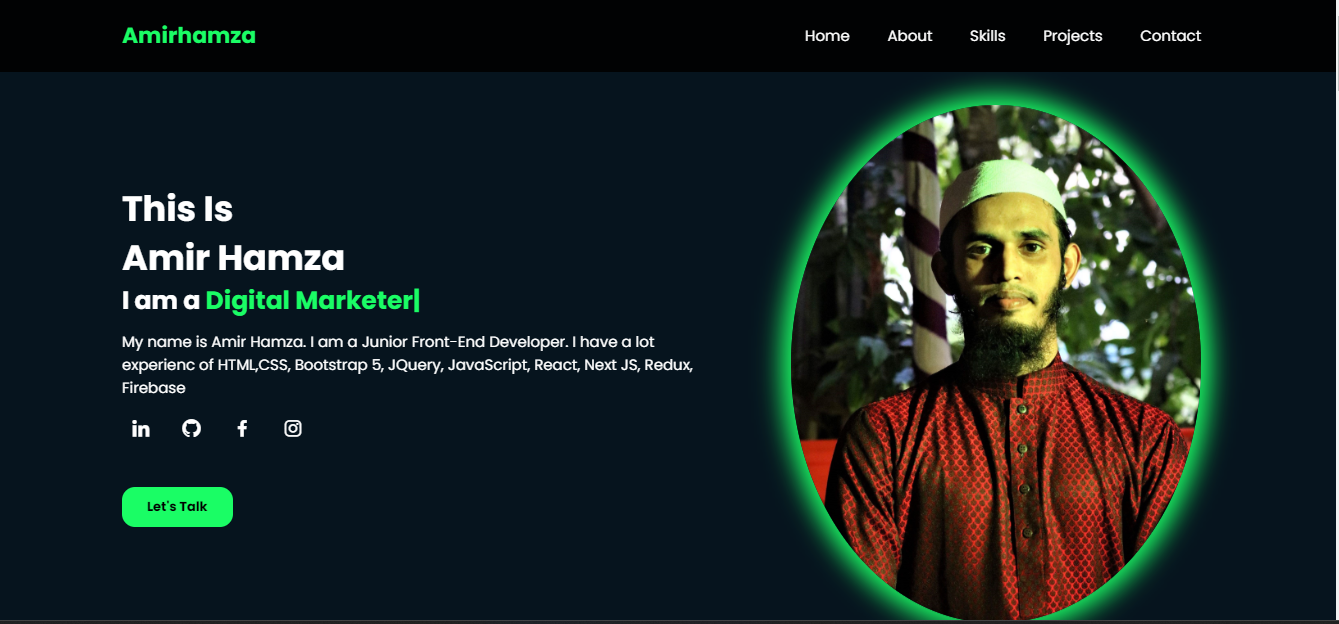 Amirhamza
Home About Skills Projects Contact
This Is
Amir Hamza
I am a Digital Marketer|
My name is Amir Hamza. I am a Junior Front-End Developer. I have a lot
experienc of HTML,CSS, Bootstrap 5, JQuery, JavaScript, React, Next JS, Redux,
Firebase
Let's Talk